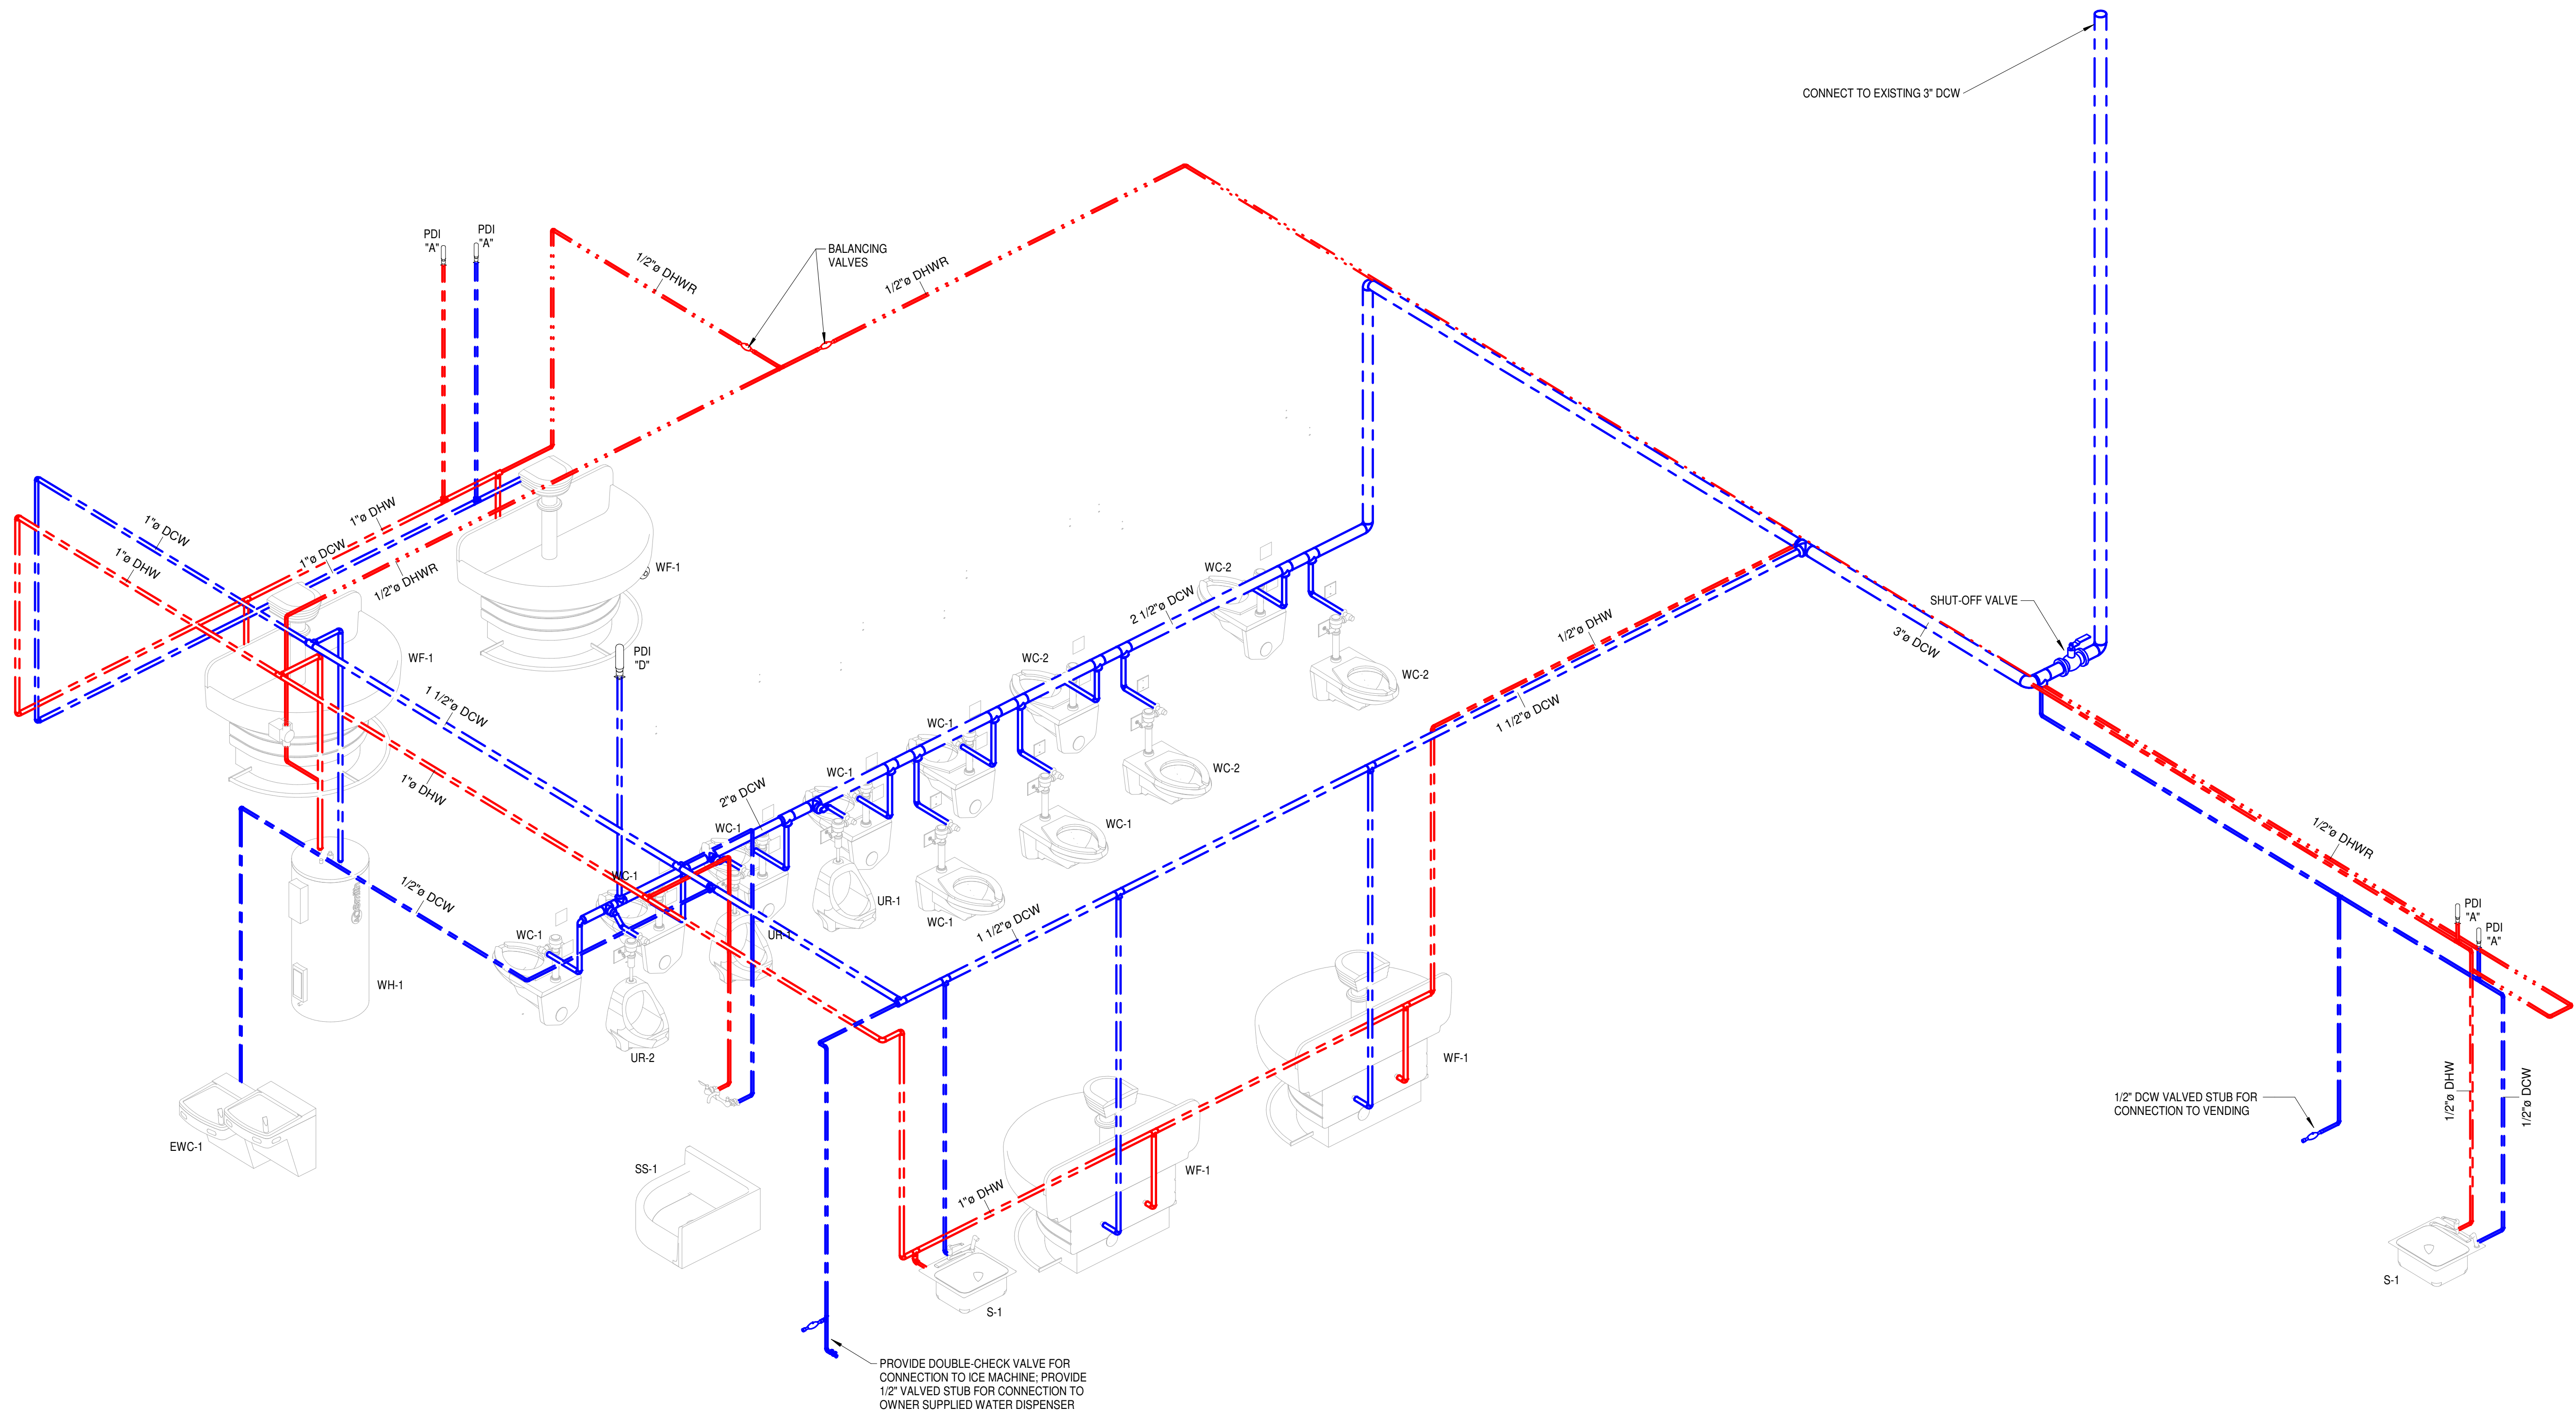 CONNECT TO EXISTING 3" DCW
PDI
"A"
PDI
"A"
BALANCING
VALVES
1/2"ø DHWR
1/2"ø DHWR
1"ø DCW
1"ø DHW
1"ø DHW
1"ø DCW
1/2"ø DHWR
WF-1
WF-1
PDI
"D"
WC-2
2 1/2"ø DCW
WC-2
WC-2
WC-2
1/2"ø DHW
1 1/2"ø DCW
SHUT-OFF VALVE
3"ø DCW
1 1/2"ø DCW
1"ø DHW
WC-1
WC-1
2"ø DCW
WC-1
WC-1
WC-1
WC-1
WC-1
UR-1
UR-1
UR-2
1/2"ø DCW
WH-1
1 1/2"ø DCW
1/2"ø DHWR
PDI
"A"
PDI
"A"
WF-1
EWC-1
SS-1
WF-1
1"ø DHW
1/2" DCW VALVED STUB FOR
CONNECTION TO VENDING
1/2"ø DHW
1/2"ø DCW
S-1
S-1
PROVIDE DOUBLE-CHECK VALVE FOR
CONNECTION TO ICE MACHINE; PROVIDE
1/2" VALVED STUB FOR CONNECTION TO
OWNER SUPPLIED WATER DISPENSER